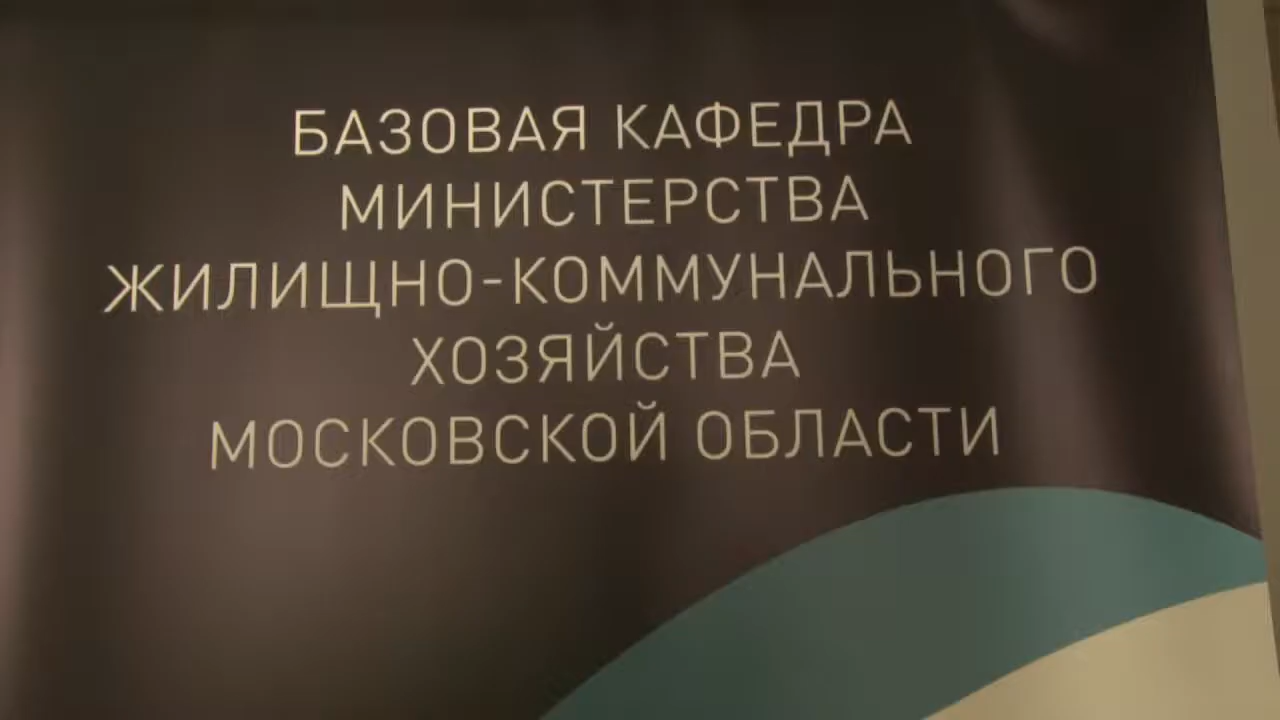 БАЗОВАЯ КАФЕДРА
МИНИСТЕРСТВА
ЖИЛИЩНО-КОММУНАЛЬНОГО
ХОЗЯЙСТВА
МОСКОВСКОЙ ОБЛАСТИ